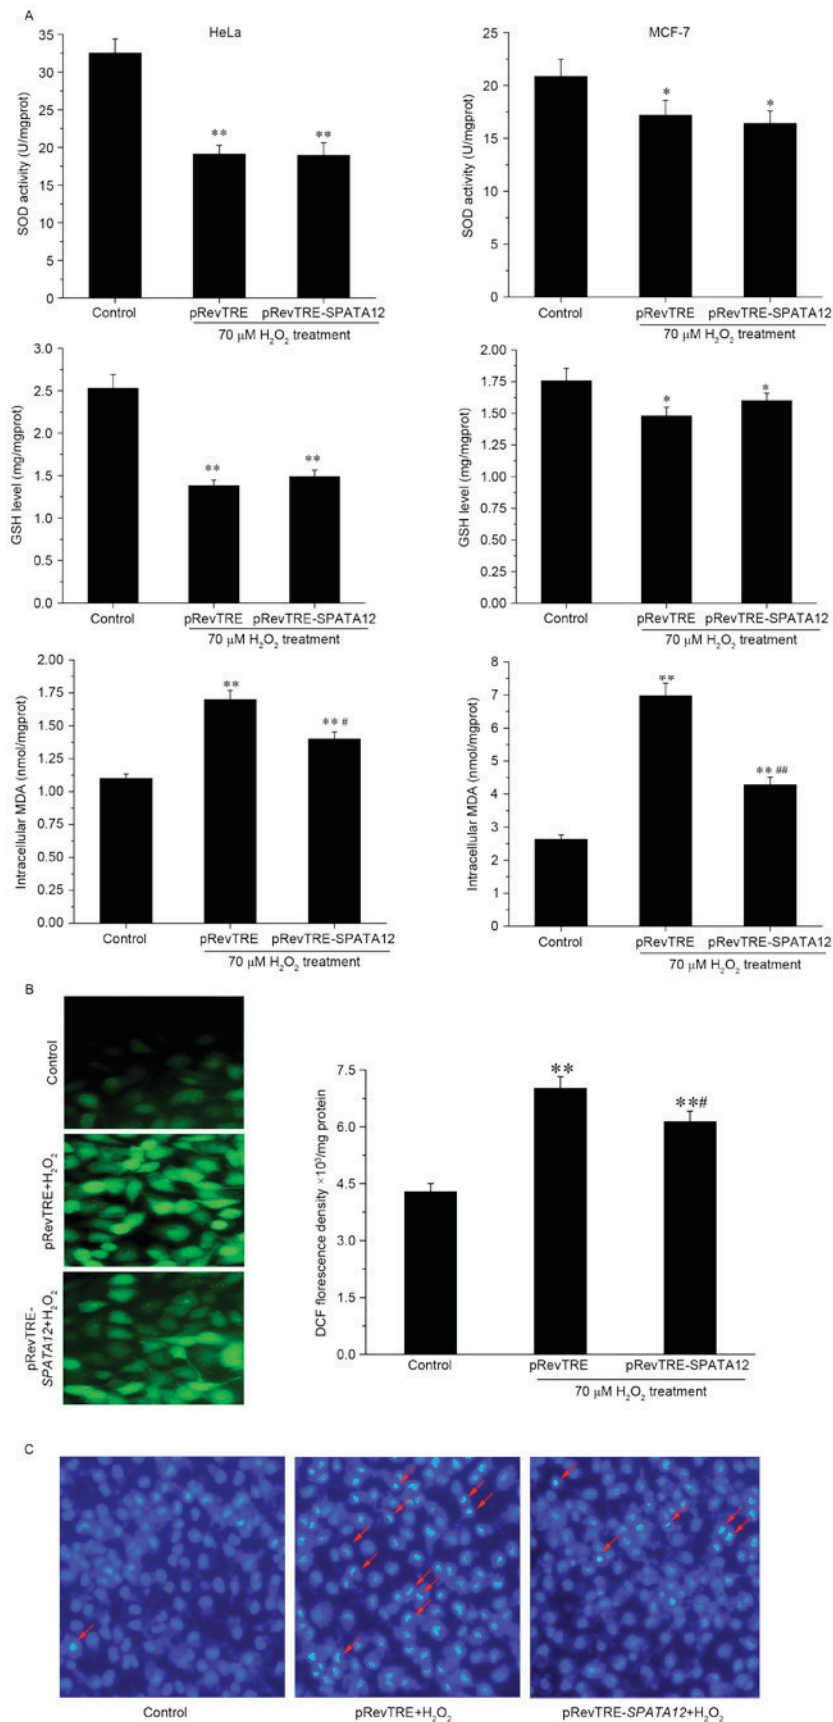 A
HeLa
SOD activity (U/mgprot)
35
30
25
20
15
10
5
0
**
**
Control
pRevTRE
pRevTRE-SPATA12
70 μM H₂O₂ treatment
MCF-7
SOD activity (U/mgprot)
25
20
15
10
5
0
*
*
Control
pRevTRE
pRevTRE-SPATA12
70 μM H₂O₂ treatment
GSH level (mg/mgprot)
3.0
2.5
2.0
1.5
1.0
0.5
0.0
**
**
Control
pRevTRE
pRevTRE-SPATA12
70 μM H₂O₂ treatment
GSH level (mg/mgprot)
2.00
1.75
1.50
1.25
1.00
0.75
0.50
0.25
0.00
*
*
Control
pRevTRE
pRevTRE-SPATA12
70 μM H₂O₂ treatment
Intracellular MDA (nmol/mgprot)
2.00
1.75
1.50
1.25
1.00
0.75
0.50
0.25
0.00
**
** #
Control
pRevTRE
pRevTRE-SPATA12
70 μM H₂O₂ treatment
Intracellular MDA (nmol/mgprot)
8
7
6
5
4
3
2
1
0
**
** ##
Control
pRevTRE
pRevTRE-SPATA12
70 μM H₂O₂ treatment
B
Control
pRevTRE+H₂O₂
pRevTRE-
SPATA12+H₂O₂
DCF florescence density ×10³/mg protein
7.5
6.0
4.5
3.0
1.5
0.0
**
**#
Control
pRevTRE
pRevTRE-SPATA12
70 μM H₂O₂ treatment
C
Control
pRevTRE+H₂O₂
pRevTRE-SPATA12+H₂O₂